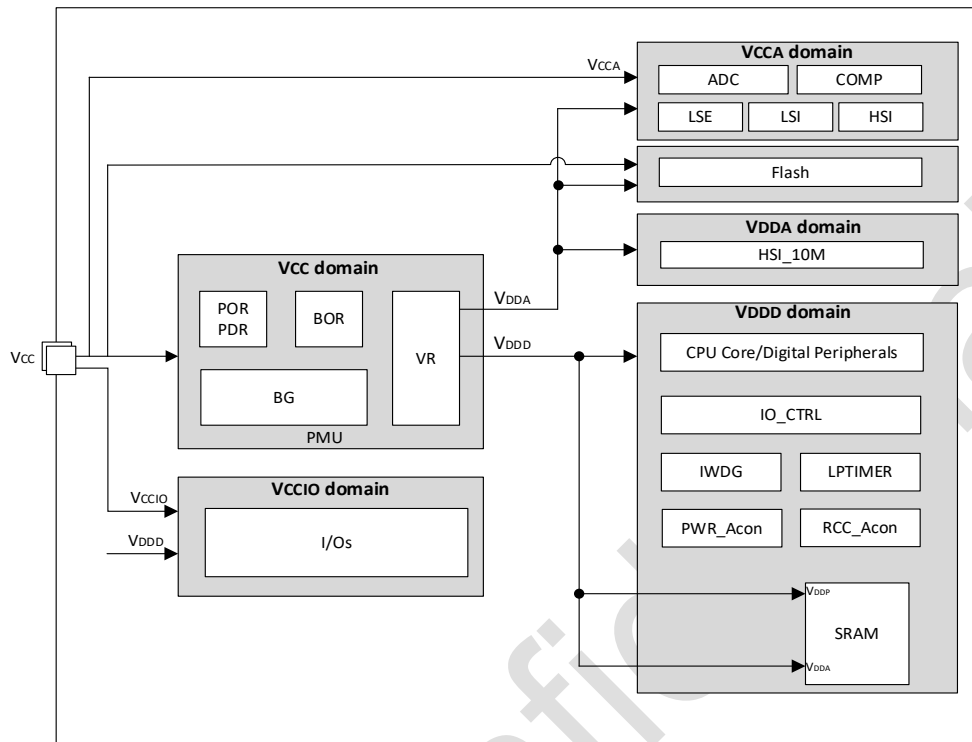 VCCA domain
VCCA
ADC
COMP
LSE
LSI
HSI
Flash
VDDA domain
HSI_10M
VCC domain
POR
PDR
BOR
VR
BG
PMU
VDDA
VDDD
VCC
VDDD domain
CPU Core/Digital Peripherals
IO_CTRL
IWDG
LPTIMER
PWR_Acon
RCC_Acon
VDDP
SRAM
VDDA
VCCIO domain
VCCIO
VDDD
I/Os